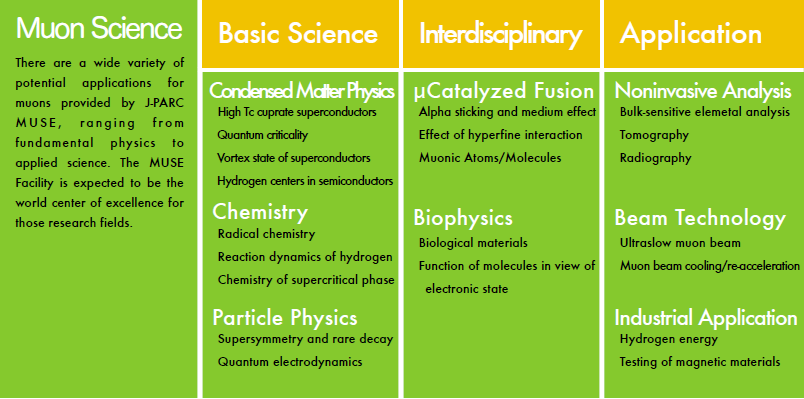 Muon Science
There are a wide variety of
potential applications for
muons provided by J-PARC
MUSE, ranging from
fundamental physics to
applied science. The MUSE
Facility is expected to be the
world center of excellence for
those research fields.
Basic Science
Condensed Matter Physics
High Tc cuprate superconductors
Quantum criticality
Vortex state of superconductors
Hydrogen centers in semiconductors
Chemistry
Radical chemistry
Reaction dynamics of hydrogen
Chemistry of supercritical phase
Particle Physics
Supersymmetry and rare decay
Quantum electrodynamics
Interdisciplinary
μCatalyzed Fusion
Alpha sticking and medium effect
Effect of hyperfine interaction
Muonic Atoms/Molecules
Biophysics
Biological materials
Function of molecules in view of
electronic state
Application
Noninvasive Analysis
Bulk-sensitive elemetal analysis
Tomography
Radiography
Beam Technology
Ultraslow muon beam
Muon beam cooling/re-acceleration
Industrial Application
Hydrogen energy
Testing of magnetic materials